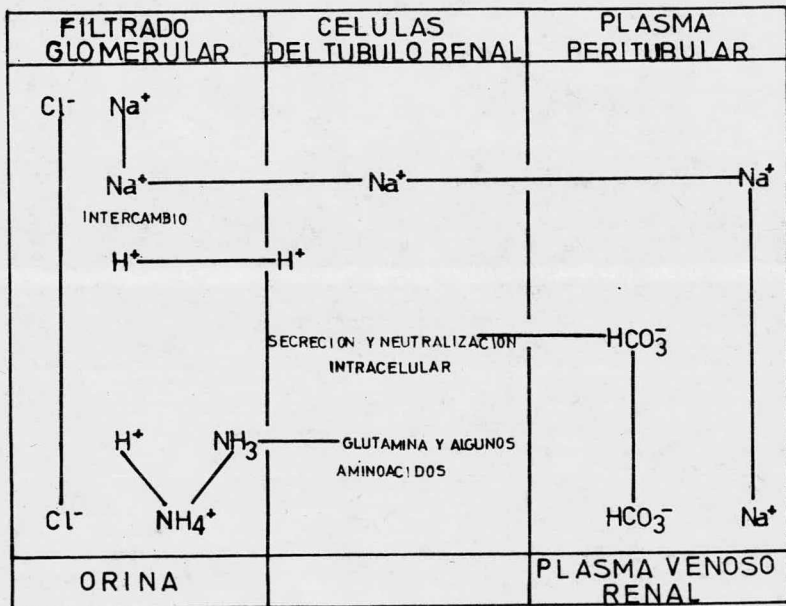 FILTRADO
GLOMERULAR
CELULAS
DEL TUBULO RENAL
PLASMA
PERITUBULAR
Cl⁻ Na⁺
Na⁺ Na⁺ Na⁺
INTERCAMBIO
H⁺ H⁺
SECRECION Y NEUTRALIZACION
INTRACELULAR
HCO₃⁻
H⁺ NH₃ GLUTAMINA Y ALGUNOS
AMINOACIDOS
Cl⁻ NH₄⁺ HCO₃⁻ Na⁺
ORINA
PLASMA VENOSO
RENAL